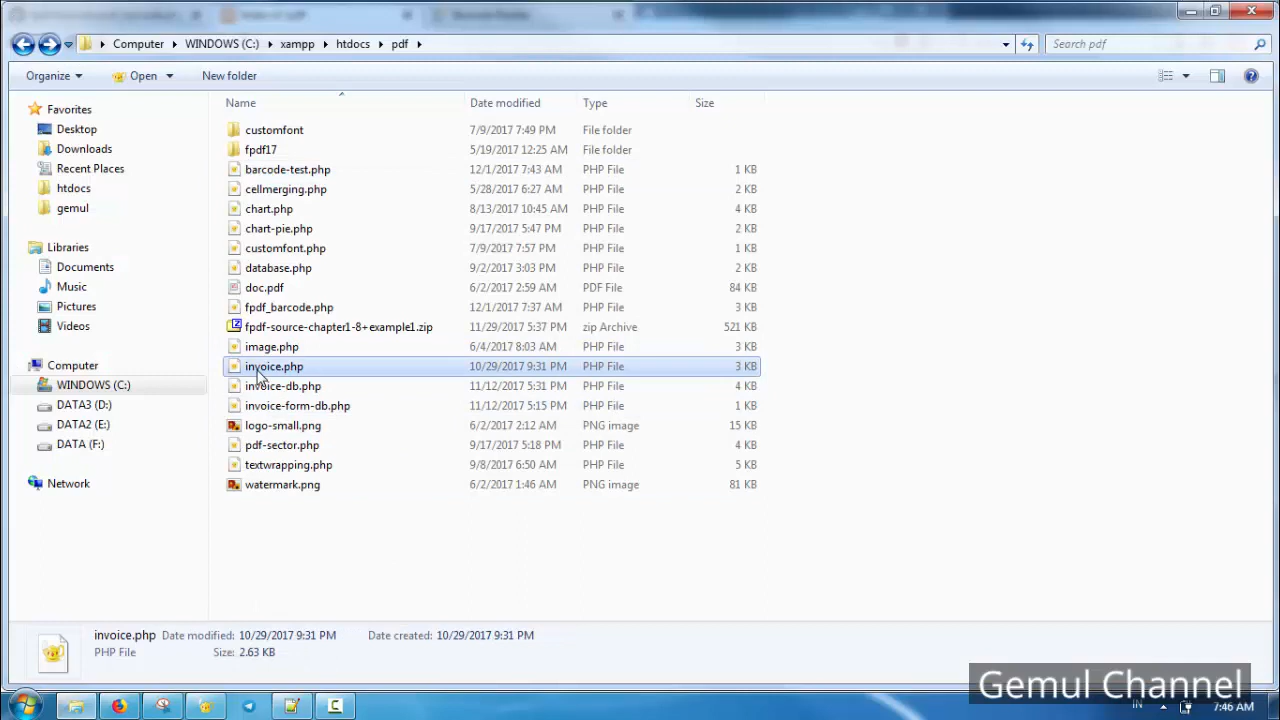 Computer WINDOWS (C:) xampp htdocs pdf
Search pdf
Organize Open New folder
Name Date modified Type Size
Favorites
Desktop
Downloads
Recent Places
htdocs
gemul
Libraries
Documents
Music
Pictures
Videos
Computer
WINDOWS (C:)
DATA3 (D:)
DATA2 (E:)
DATA (F:)
Network
customfont 7/9/2017 7:49 PM File folder
fpdf17 5/19/2017 12:25 AM File folder
barcode-test.php 12/1/2017 7:43 AM PHP File 1 KB
cellmerging.php 5/28/2017 6:27 AM PHP File 2 KB
chart.php 8/13/2017 10:45 AM PHP File 4 KB
chart-pie.php 9/17/2017 5:47 PM PHP File 2 KB
customfont.php 7/9/2017 7:57 PM PHP File 1 KB
database.php 9/2/2017 3:03 PM PHP File 2 KB
doc.pdf 6/2/2017 2:59 AM PDF File 84 KB
fpdf_barcode.php 12/1/2017 7:37 AM PHP File 3 KB
fpdf-source-chapter1-8+example1.zip 11/29/2017 5:37 PM zip Archive 521 KB
image.php 6/4/2017 8:03 AM PHP File 3 KB
invoice.php 10/29/2017 9:31 PM PHP File 3 KB
invoice-db.php 11/12/2017 5:31 PM PHP File 4 KB
invoice-form-db.php 11/12/2017 5:15 PM PHP File 1 KB
logo-small.png 6/2/2017 2:12 AM PNG image 15 KB
pdf-sector.php 9/17/2017 5:18 PM PHP File 4 KB
textwrapping.php 9/8/2017 6:50 AM PHP File 5 KB
watermark.png 6/2/2017 1:46 AM PNG image 81 KB
invoice.php Date modified: 10/29/2017 9:31 PM Date created: 10/29/2017 9:31 PM
PHP File Size: 2.63 KB
Gemul Channel
IN 7:46 AM